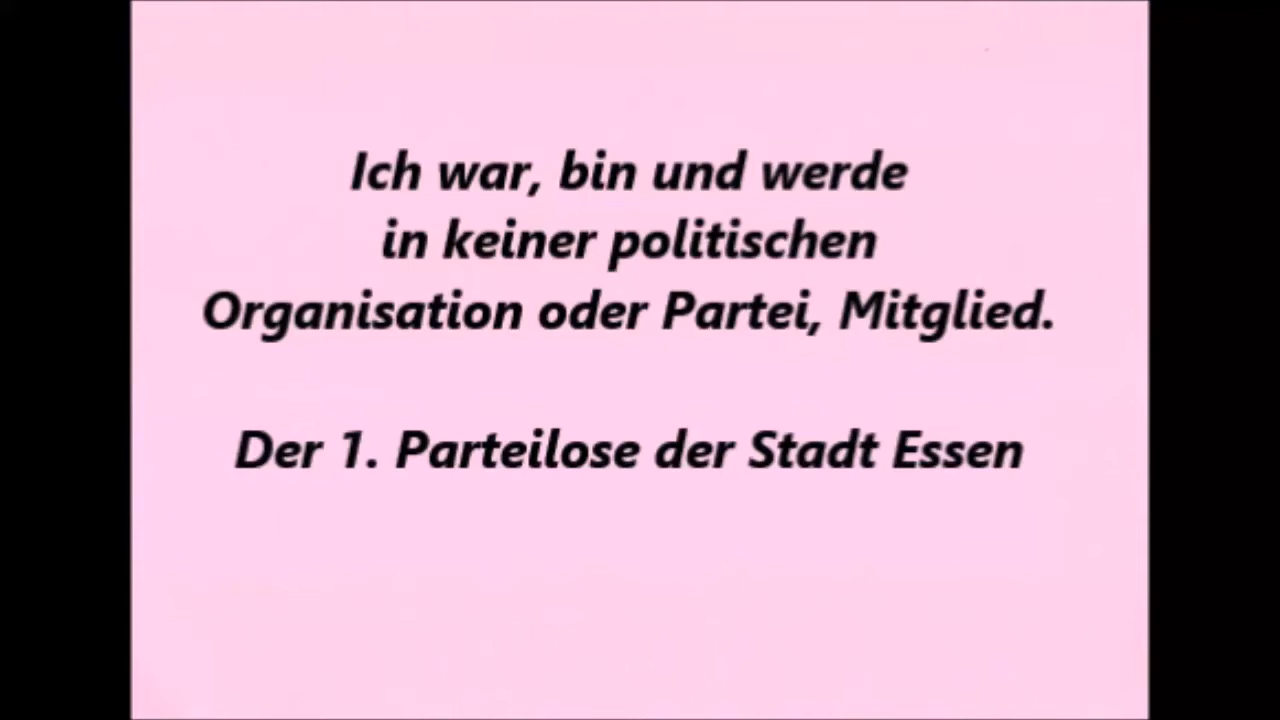 Ich war, bin und werde
in keiner politischen
Organisation oder Partei, Mitglied.
Der 1. Parteilose der Stadt Essen